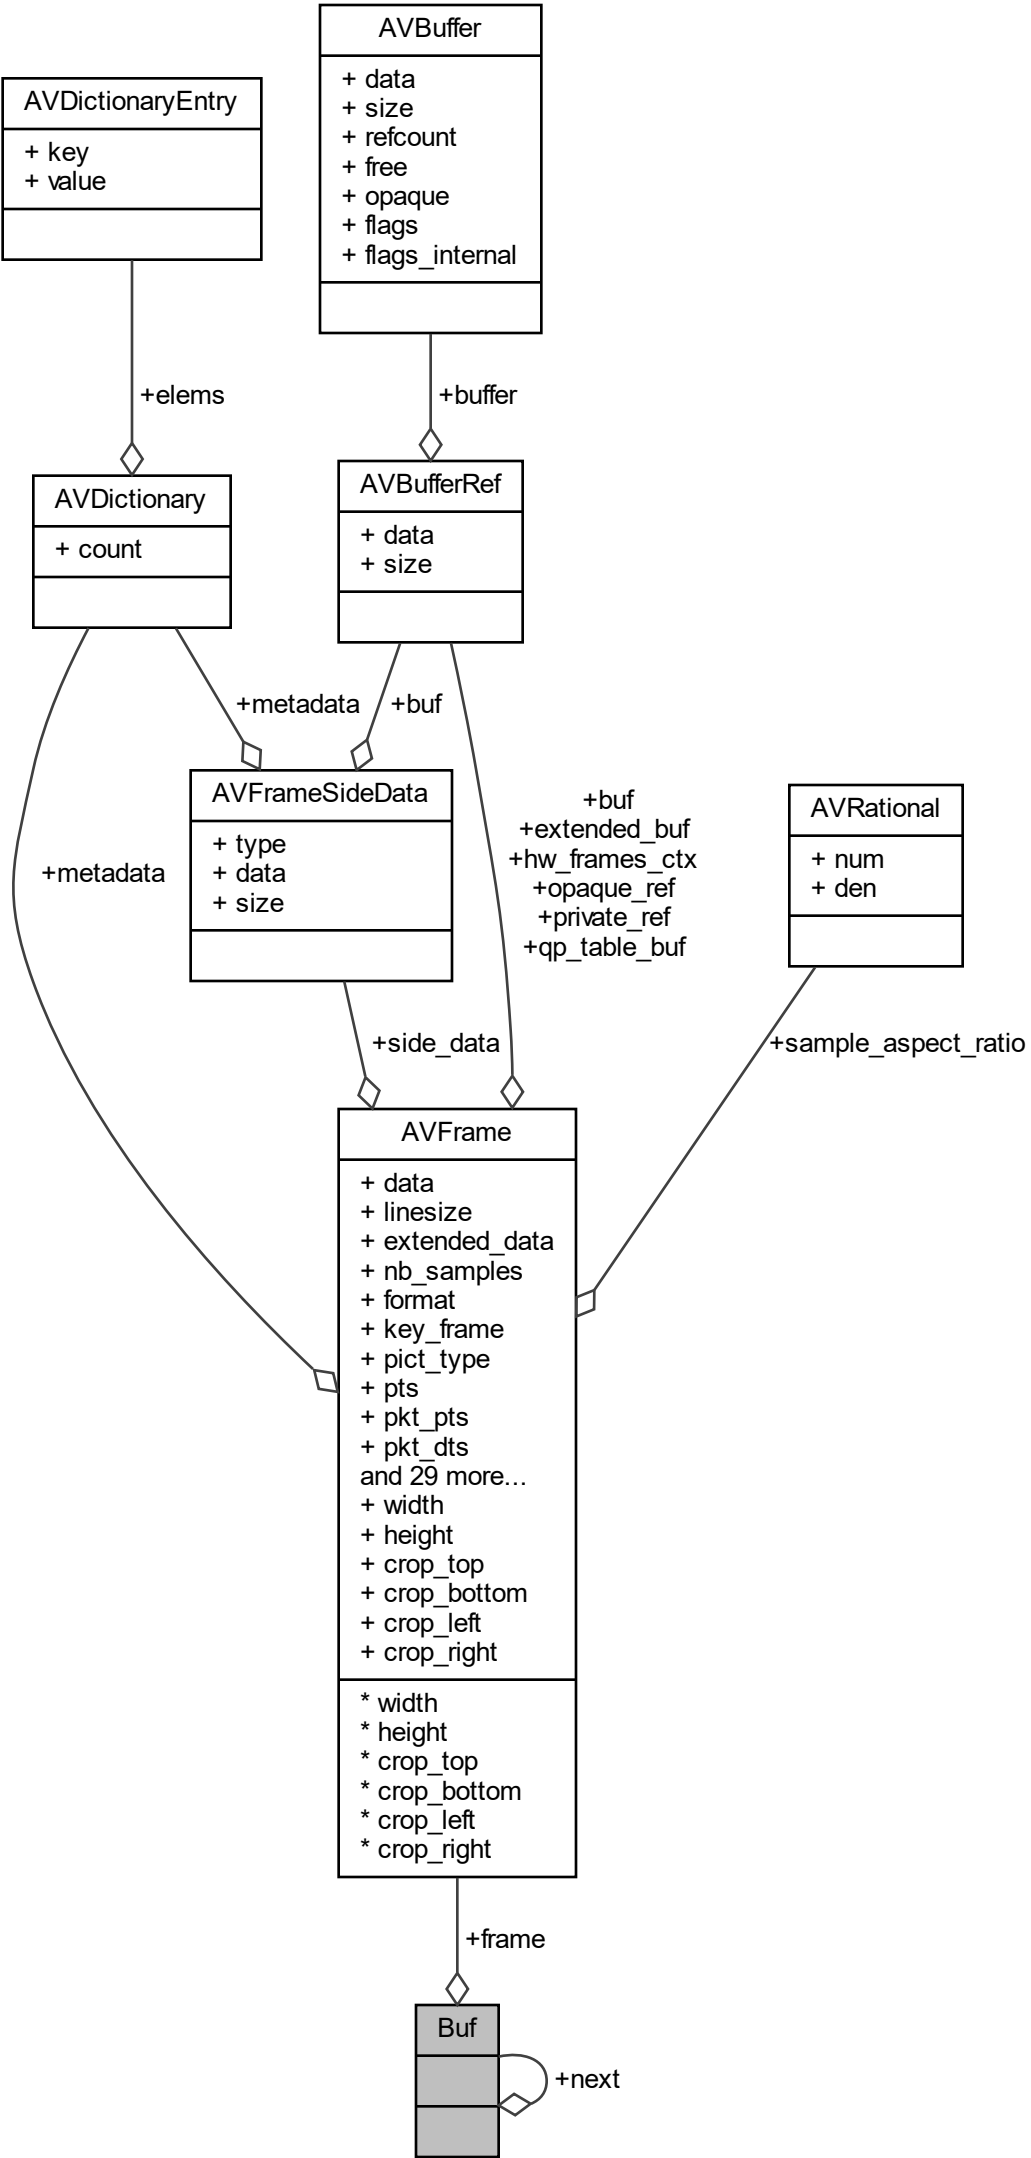 AVBuffer
+ data
+ size
+ refcount
+ free
+ opaque
+ flags
+ flags_internal
AVDictionaryEntry
+ key
+ value
+elems
+buffer
AVDictionary
+ count
AVBufferRef
+ data
+ size
+metadata
+buf
AVFrameSideData
+ type
+ data
+ size
+buf
+extended_buf
+hw_frames_ctx
+opaque_ref
+private_ref
+qp_table_buf
AVRational
+ num
+ den
+metadata
+side_data
+sample_aspect_ratio
AVFrame
+ data
+ linesize
+ extended_data
+ nb_samples
+ format
+ key_frame
+ pict_type
+ pts
+ pkt_pts
+ pkt_dts
and 29 more...
+ width
+ height
+ crop_top
+ crop_bottom
+ crop_left
+ crop_right
* width
* height
* crop_top
* crop_bottom
* crop_left
* crop_right
+frame
Buf
+next